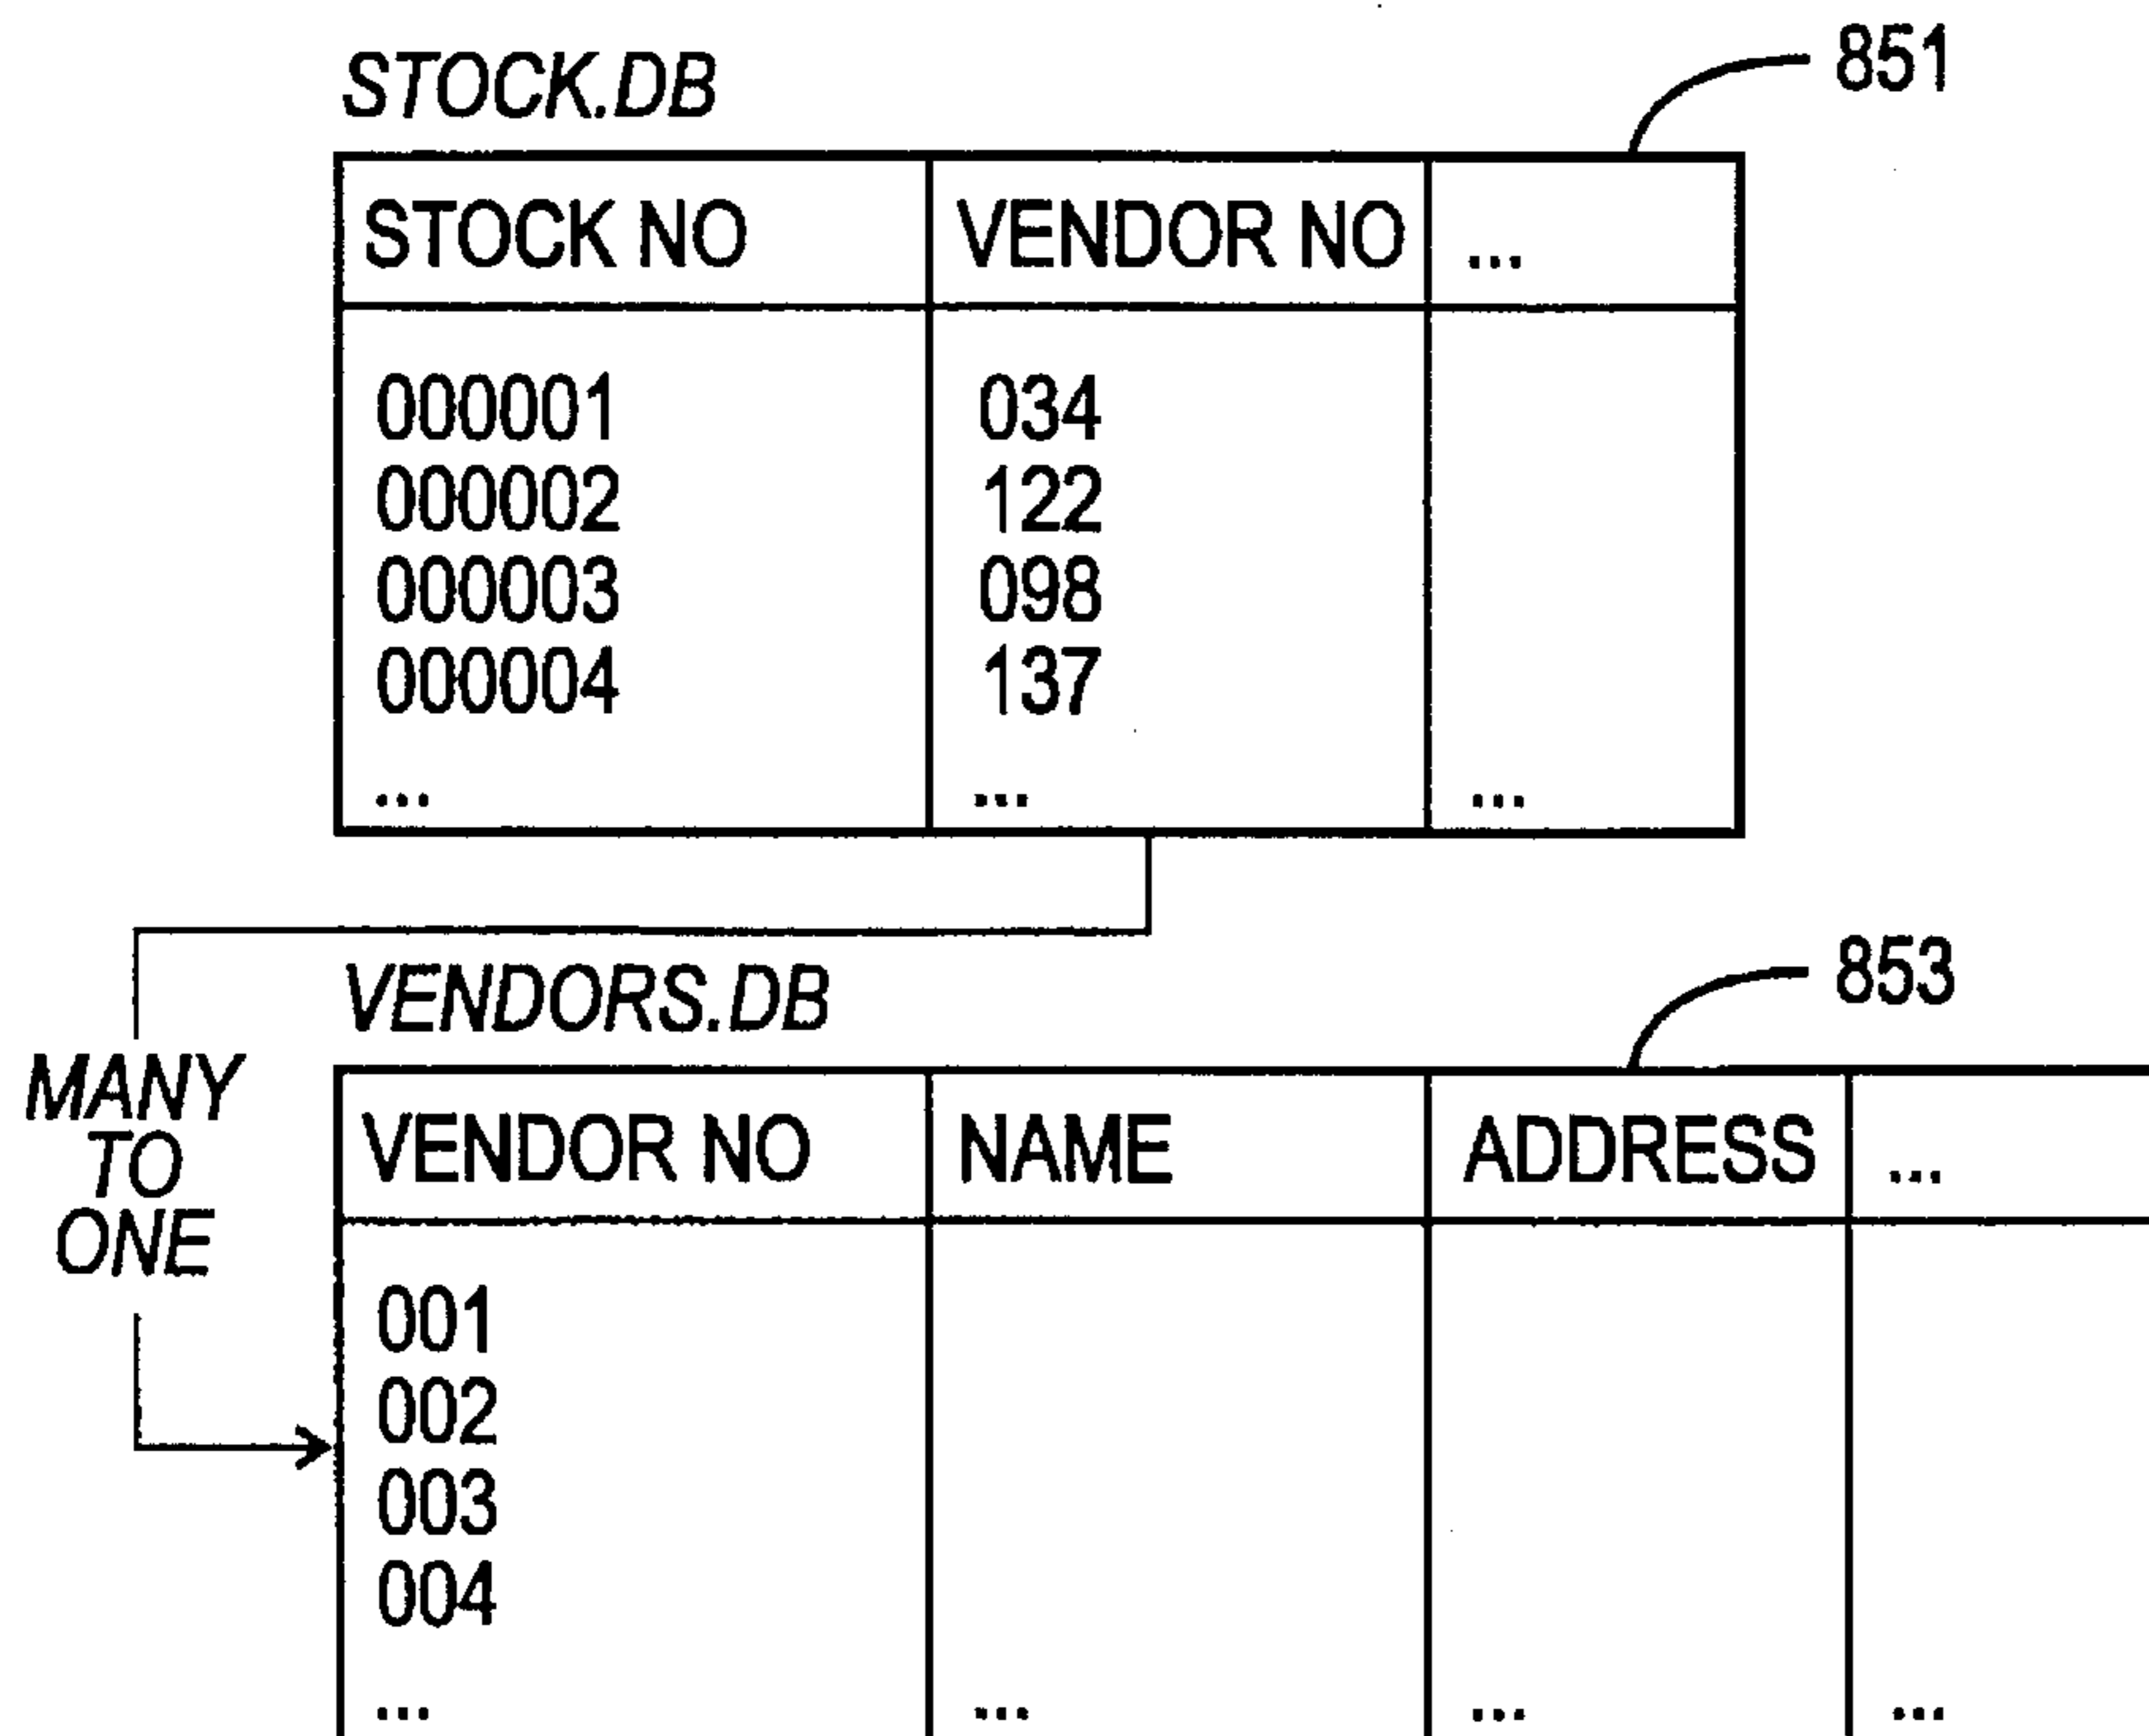 851
STOCK.DB
STOCK NO VENDOR NO ...
000001 034
000002 122
000003 098
000004 137
... ... ...
VENDORS.DB
853
MANY
TO
ONE
VENDOR NO NAME ADDRESS ...
001
002
003
004
... ... ... ...